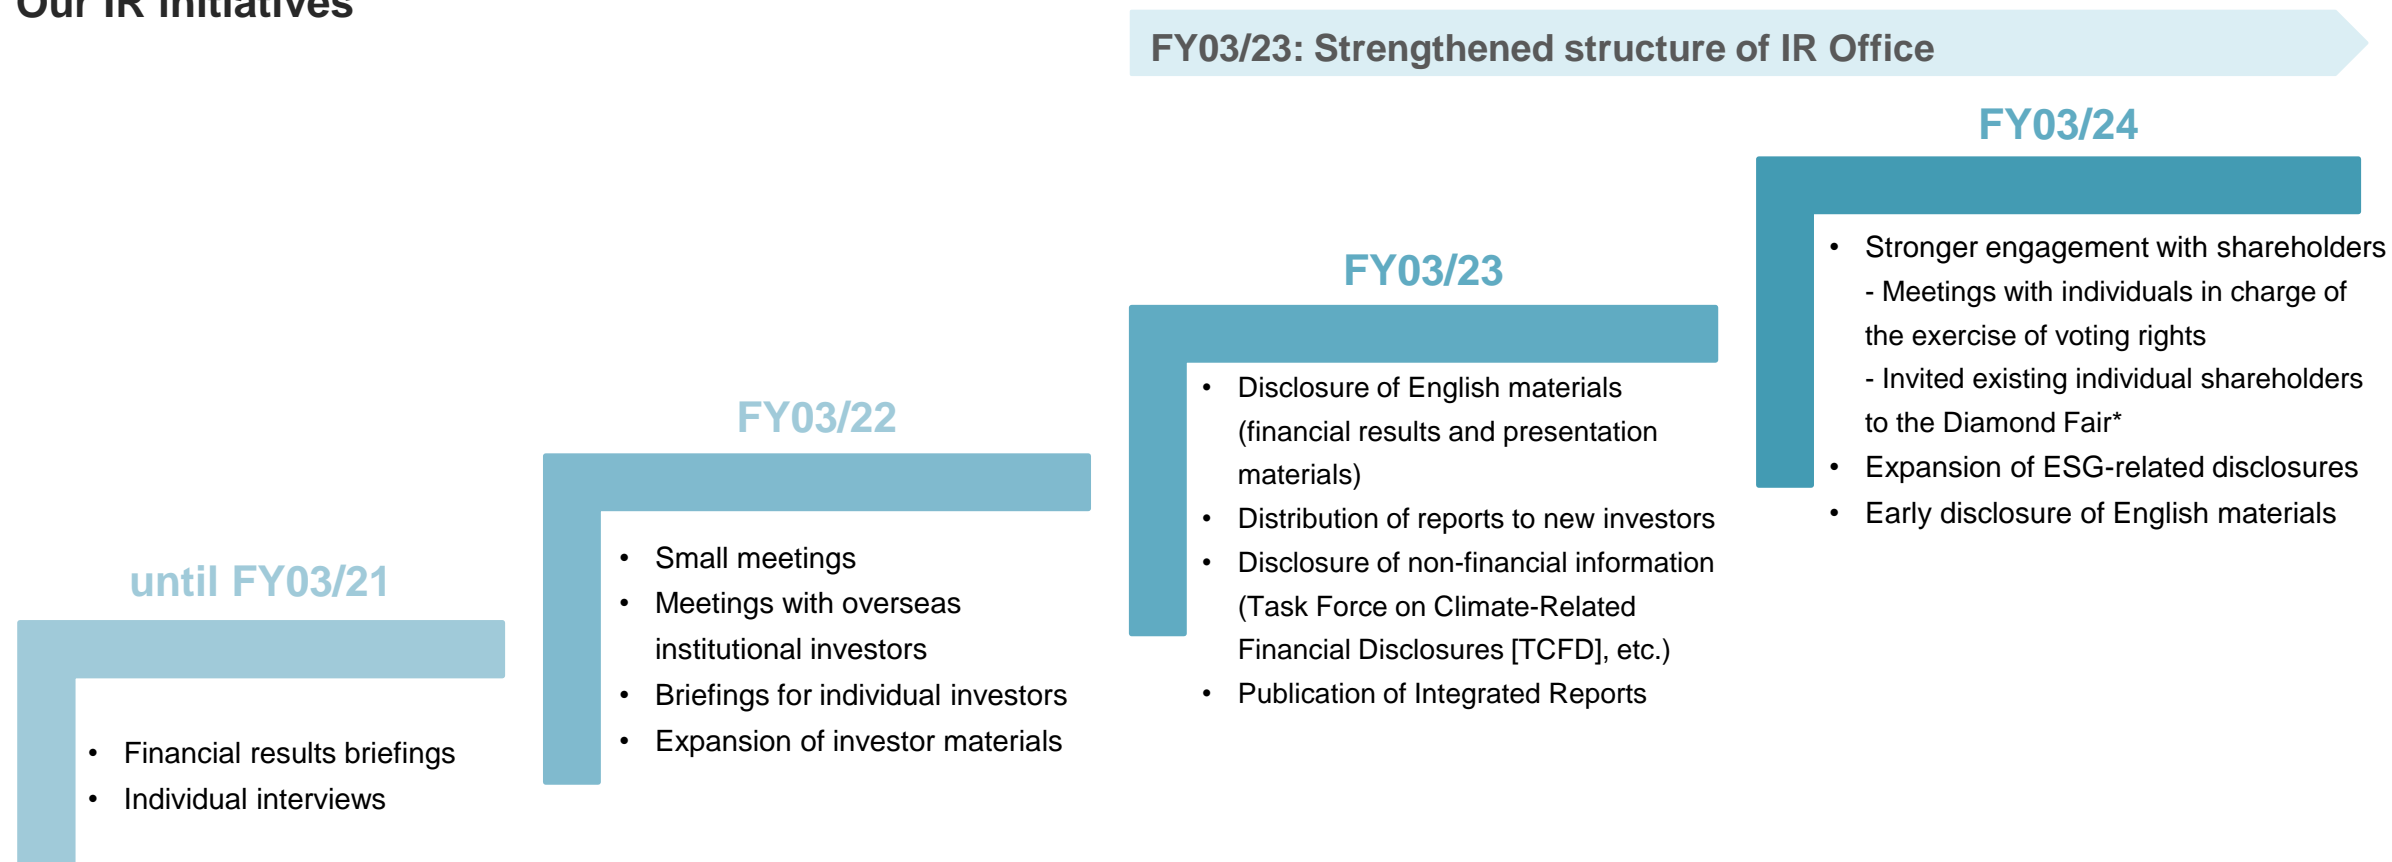 Our IR Initiatives
FY03/23: Strengthened structure of IR Office
until FY03/21
• Financial results briefings
• Individual interviews
FY03/22
• Small meetings
• Meetings with overseas
institutional investors
• Briefings for individual investors
• Expansion of investor materials
FY03/23
• Disclosure of English materials
(financial results and presentation
materials)
• Distribution of reports to new investors
• Disclosure of non-financial information
(Task Force on Climate-Related
Financial Disclosures [TCFD], etc.)
• Publication of Integrated Reports
FY03/24
• Stronger engagement with shareholders
- Meetings with individuals in charge of
the exercise of voting rights
- Invited existing individual shareholders
to the Diamond Fair*
• Expansion of ESG-related disclosures
• Early disclosure of English materials